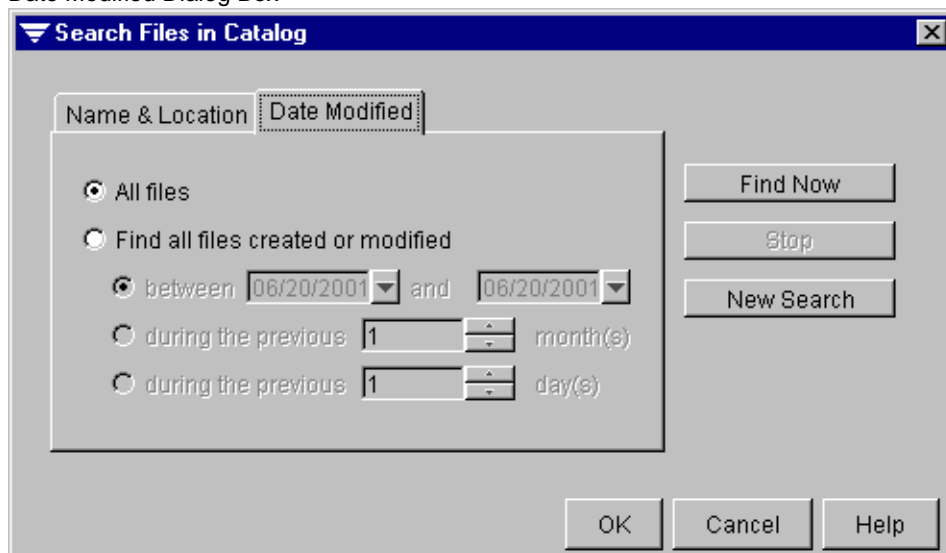 Date Modified Dialog Box
Search Files in Catalog
Name & Location Date Modified
All files
Find all files created or modified
between 06/20/2001 and 06/20/2001
during the previous 1 month(s)
during the previous 1 day(s)
Find Now
Stop
New Search
OK Cancel Help